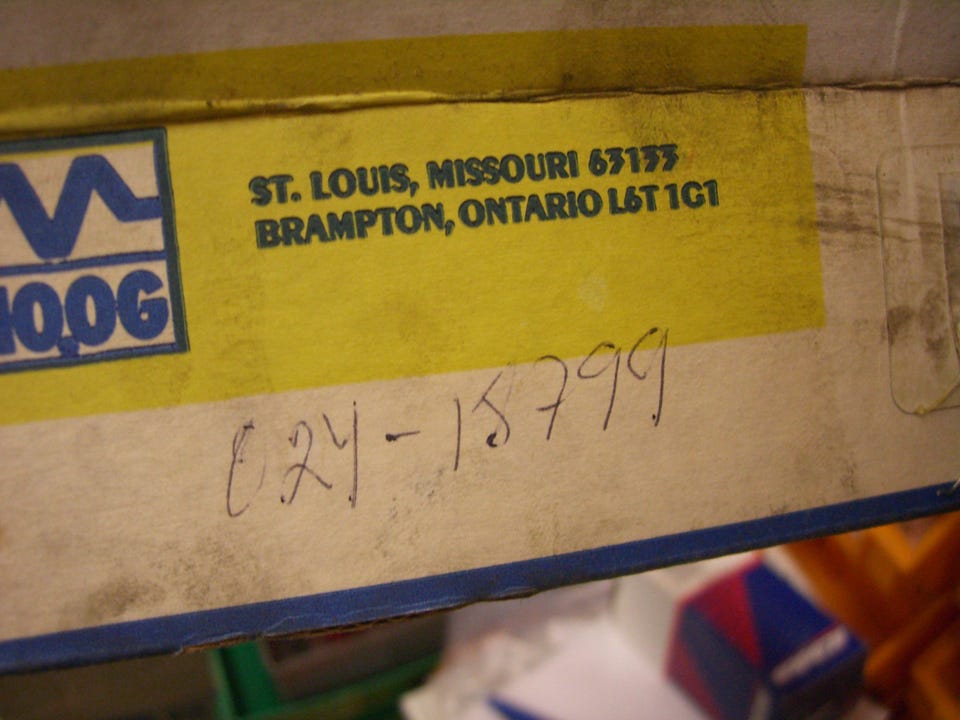 ST. LOUIS, MISSOURI 63133
BRAMPTON, ONTARIO L6T 1G1
MOOG
024-18799